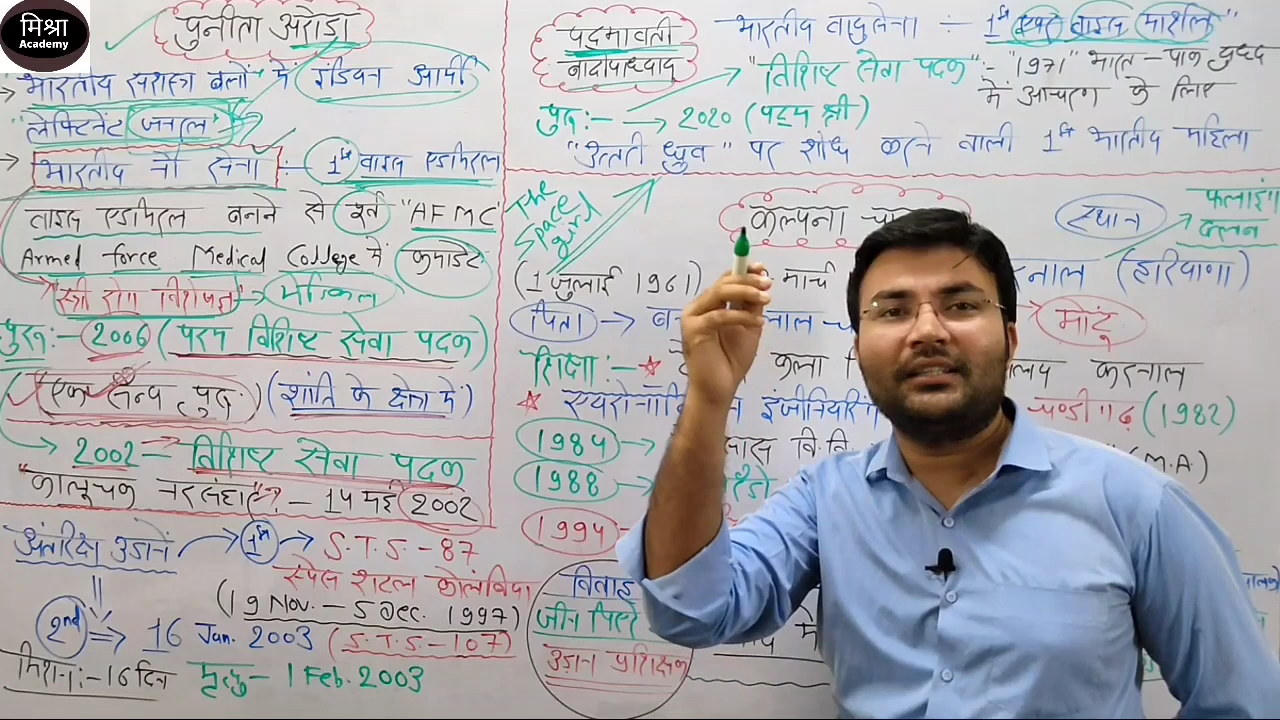 मिश्रा
Academy
पुनीता अरोडा
→ भारतीय सशस्त्र बलों में इंडियन आर्मी
"लेफ्टिनेंट जनरल"
→ भारतीय नौ सेना :- 1st वाइस एडमिरल
वाइस एडमिरल बनने से पूर्व "AFMC"
Armed force Medical College में कमांडेंट
स्त्री रोग विशेषज्ञ → मेडिकल
पुरु:- 2006 (परम विशिष्ट सेवा पदक)
(एक सैन्य पुरु) (शांति के क्षेत्र में)
→ 2002 → विशिष्ट सेवा पदक
"कालूचक नरसंहार"? - 14 मई 2002
अंतरिक्ष उडानें → 1st → S.T.S.-87
स्पेस शटल कोलंबिया
(19 Nov. - 5 Dec. 1997)
2nd ⇒ 16 Jan. 2003 (S.T.S.-107)
मिशन:- 16 दिन मृत्यु - 1 Feb. 2003
पद्मावती
बंदोपाध्याय
भारतीय वायुसेना :- 1st एयर वाइस मार्शल"
"विशिष्ट सेवा पदक" :- "1971" भारत-पाक युद्ध
में आचरण के लिए
पुरु:- → 2020 (पद्म श्री)
"उत्तरी ध्रुव" पर शोध करने वाली 1st भारतीय महिला
The
Space
girl
कल्पना
स्थान
फ्लाइंग
क्लब
(1 जुलाई 1961) मार्च करनाल (हरियाणा)
पिता → मोंटू
शिक्षा:- ★ करनाल
★ इंजीनियरिंग चण्डीगढ़ (1982)
1984 → वि.वि. (M.A.)
1988 →
1994
विवाह
जीन पियरे
उडान प्रशिक्षक